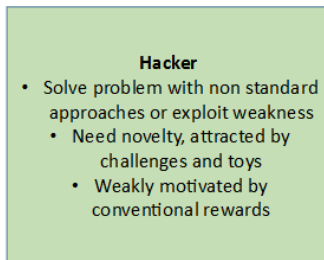 Hacker
• Solve problem with non standard
approaches or exploit weakness
• Need novelty, attracted by
challenges and toys
• Weakly motivated by
conventional rewards